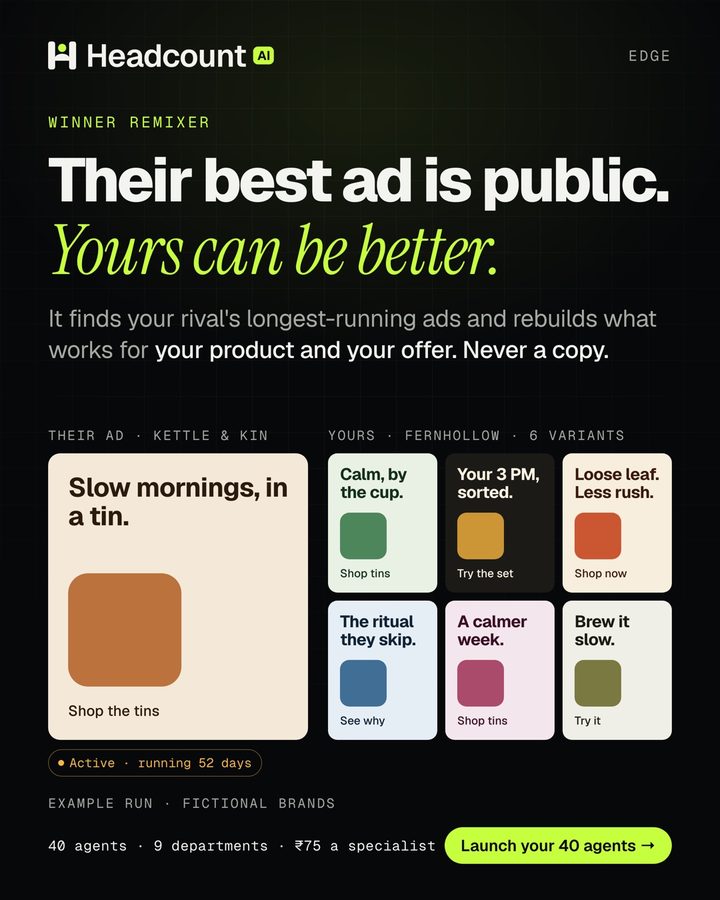 Headcount AI
EDGE
WINNER REMIXER
Their best ad is public.
Yours can be better.
It finds your rival's longest-running ads and rebuilds what
works for your product and your offer. Never a copy.
THEIR AD · KETTLE & KIN
Slow mornings, in
a tin.
Shop the tins
Active · running 52 days
YOURS · FERNHOLLOW · 6 VARIANTS
Calm, by
the cup.
Shop tins
Your 3 PM,
sorted.
Try the set
Loose leaf.
Less rush.
Shop now
The ritual
they skip.
See why
A calmer
week.
Shop tins
Brew it
slow.
Try it
EXAMPLE RUN · FICTIONAL BRANDS
40 agents · 9 departments · ₹75 a specialist
Launch your 40 agents →